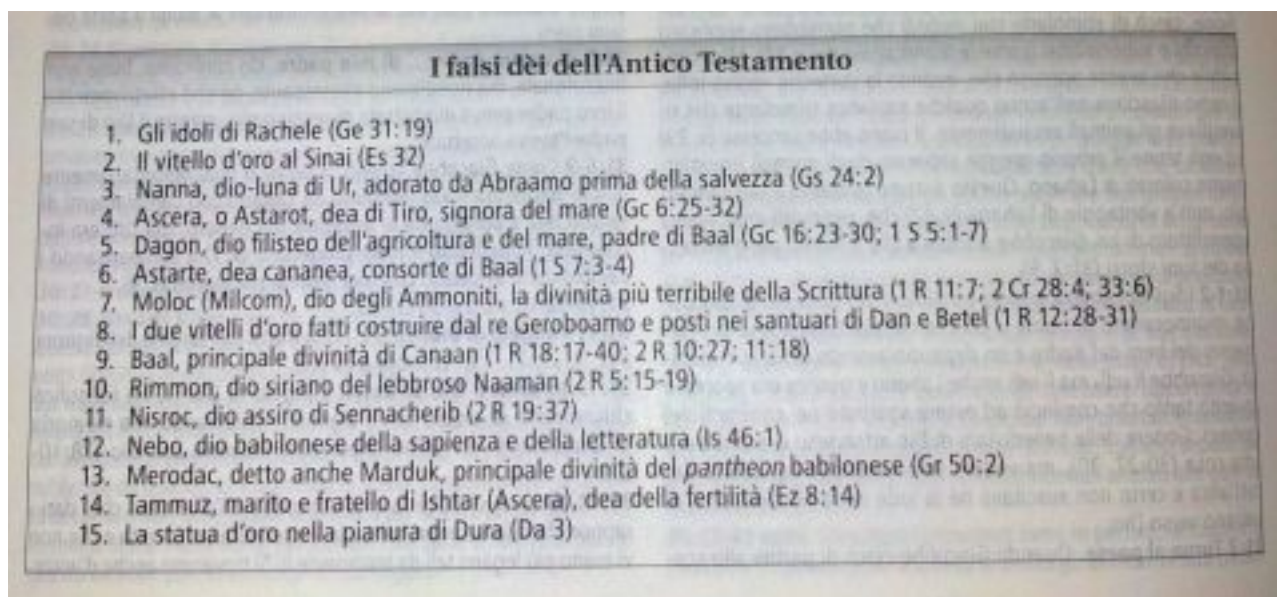 I falsi dèi dell'Antico Testamento
1. Gli idoli di Rachele (Ge 31:19)
2. Il vitello d'oro al Sinai (Es 32)
3. Nanna, dio-luna di Ur, adorato da Abraamo prima della salvezza (Gs 24:2)
4. Ascera, o Astarot, dea di Tiro, signora del mare (Gc 6:25-32)
5. Dagon, dio filisteo dell'agricoltura e del mare, padre di Baal (Gc 16:23-30; 1 S 5:1-7)
6. Astarte, dea cananea, consorte di Baal (1 S 7:3-4)
7. Moloc (Milcom), dio degli Ammoniti, la divinità più terribile della Scrittura (1 R 11:7; 2 Cr 28:4; 33:6)
8. I due vitelli d'oro fatti costruire dal re Geroboamo e posti nei santuari di Dan e Betel (1 R 12:28-31)
9. Baal, principale divinità di Canaan (1 R 18:17-40; 2 R 10:27; 11:18)
10. Rimmon, dio siriano del lebbroso Naaman (2 R 5:15-19)
11. Nisroc, dio assiro di Sennacherib (2 R 19:37)
12. Nebo, dio babilonese della sapienza e della letteratura (Is 46:1)
13. Merodac, detto anche Marduk, principale divinità del pantheon babilonese (Gr 50:2)
14. Tammuz, marito e fratello di Ishtar (Ascera), dea della fertilità (Ez 8:14)
15. La statua d'oro nella pianura di Dura (Da 3)